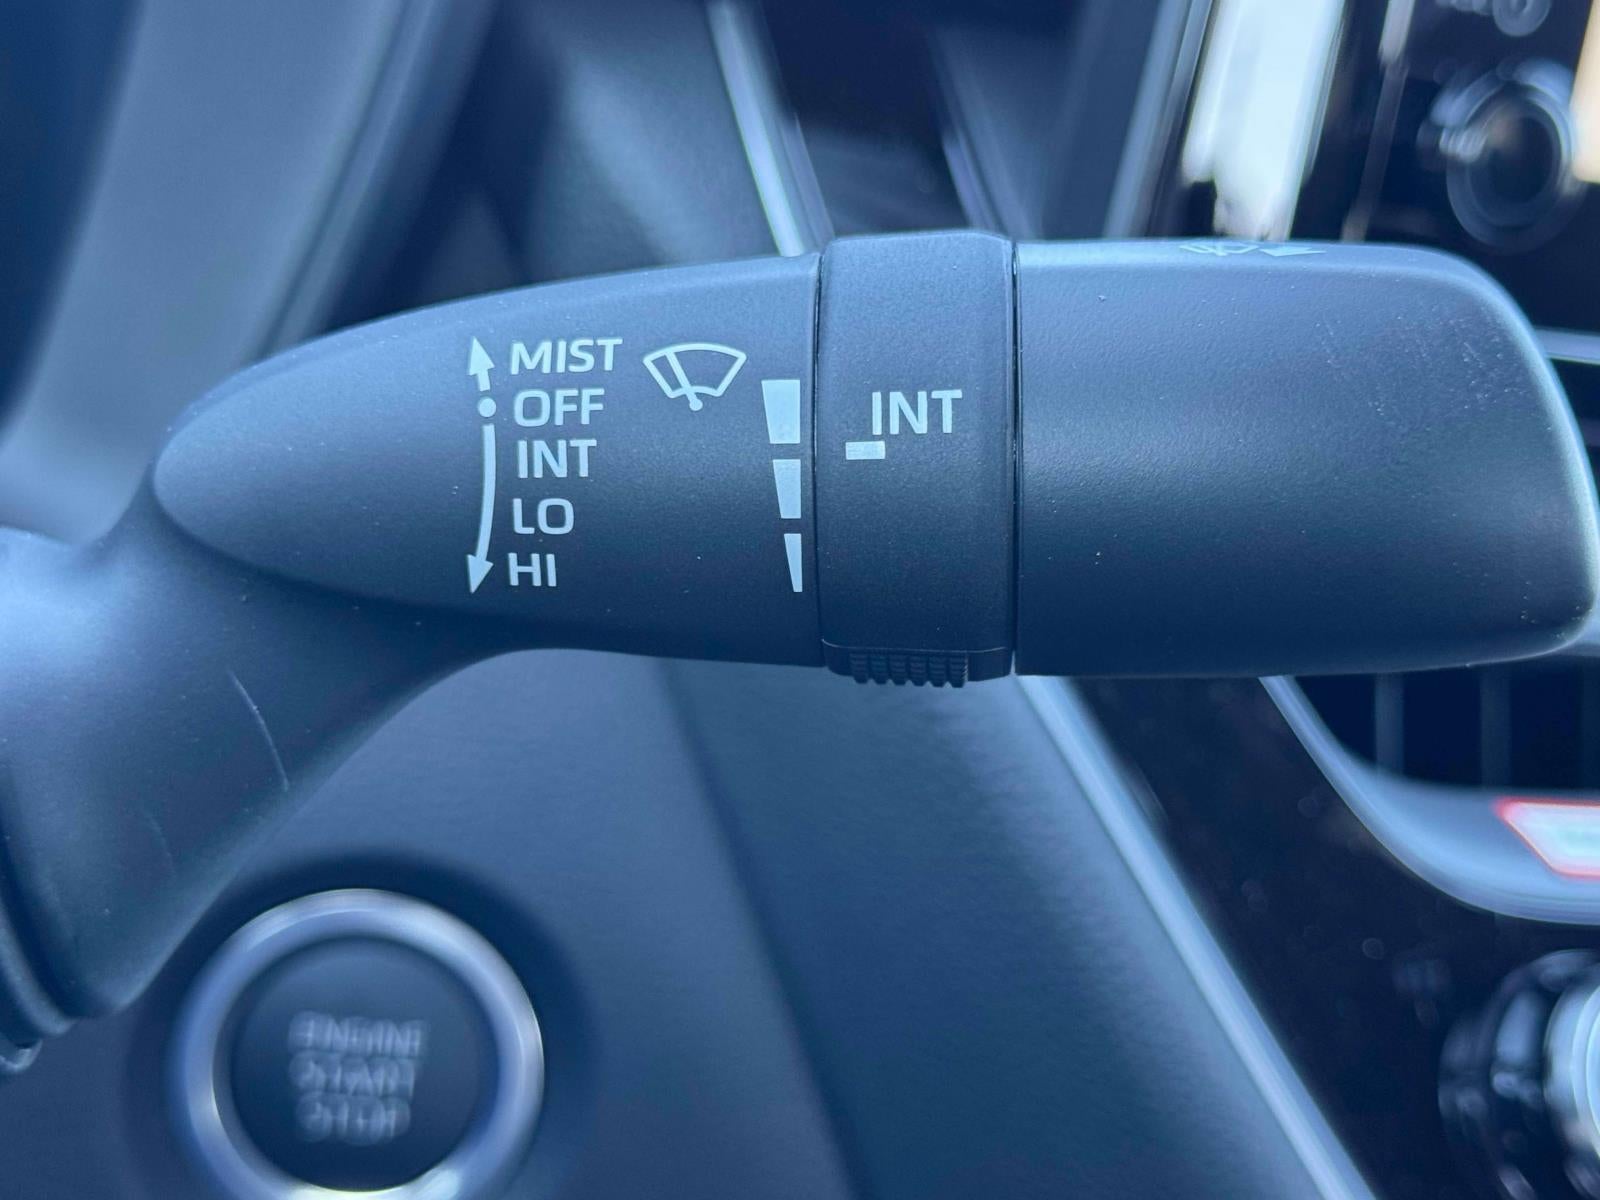 MIST
OFF
INT
LO
HI
INT
ENGINE
START
STOP